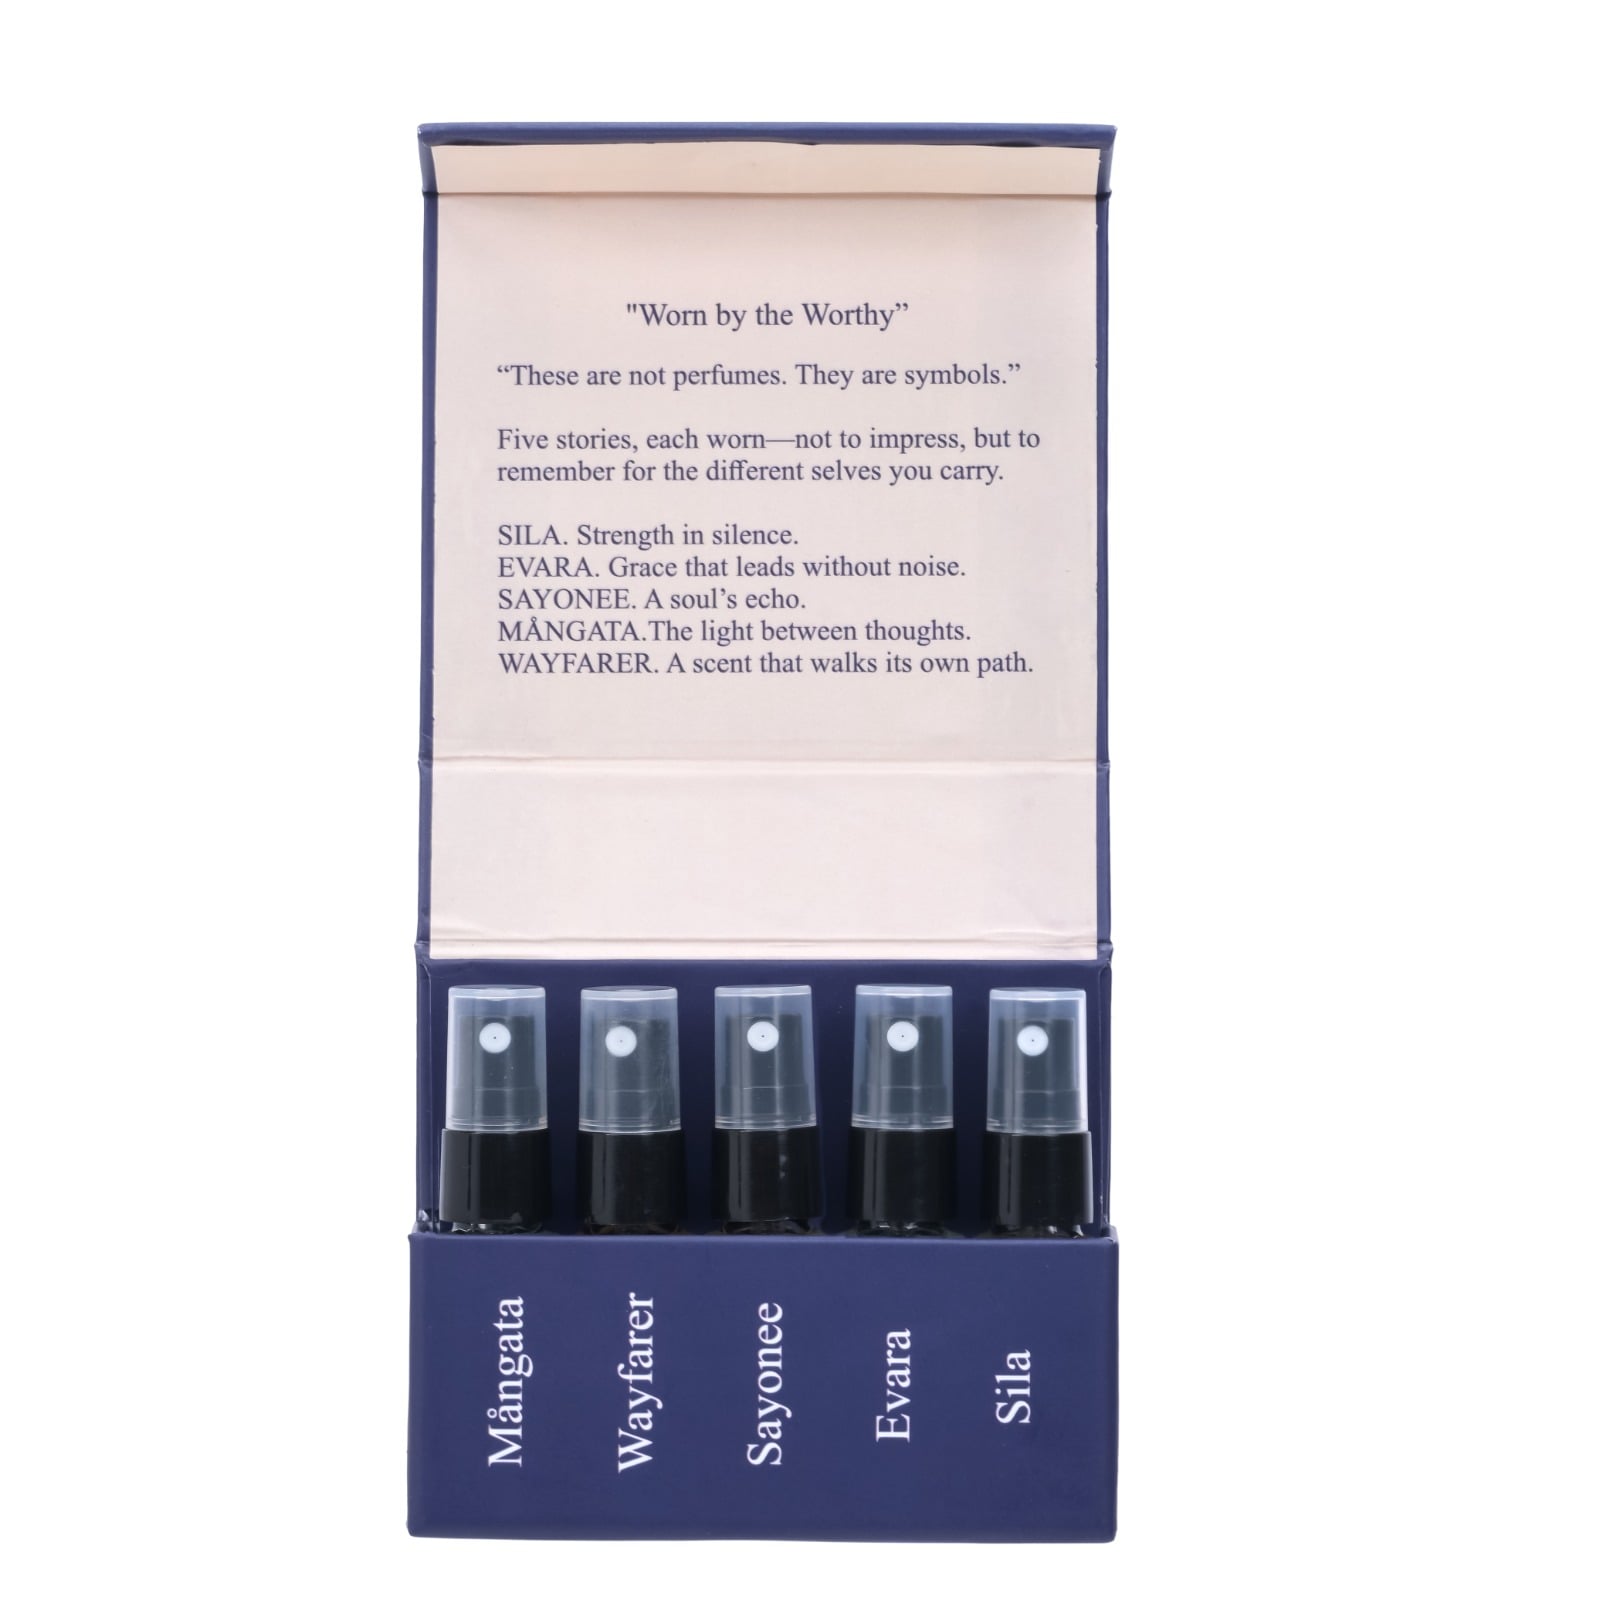 "Worn by the Worthy”
“These are not perfumes. They are symbols.”
Five stories, each worn—not to impress, but to
remember for the different selves you carry.
SILA. Strength in silence.
EVARA. Grace that leads without noise.
SAYONEE. A soul’s echo.
MÅNGATA.The light between thoughts.
WAYFARER. A scent that walks its own path.
Mångata
Wayfarer
Sayonee
Evara
Sila